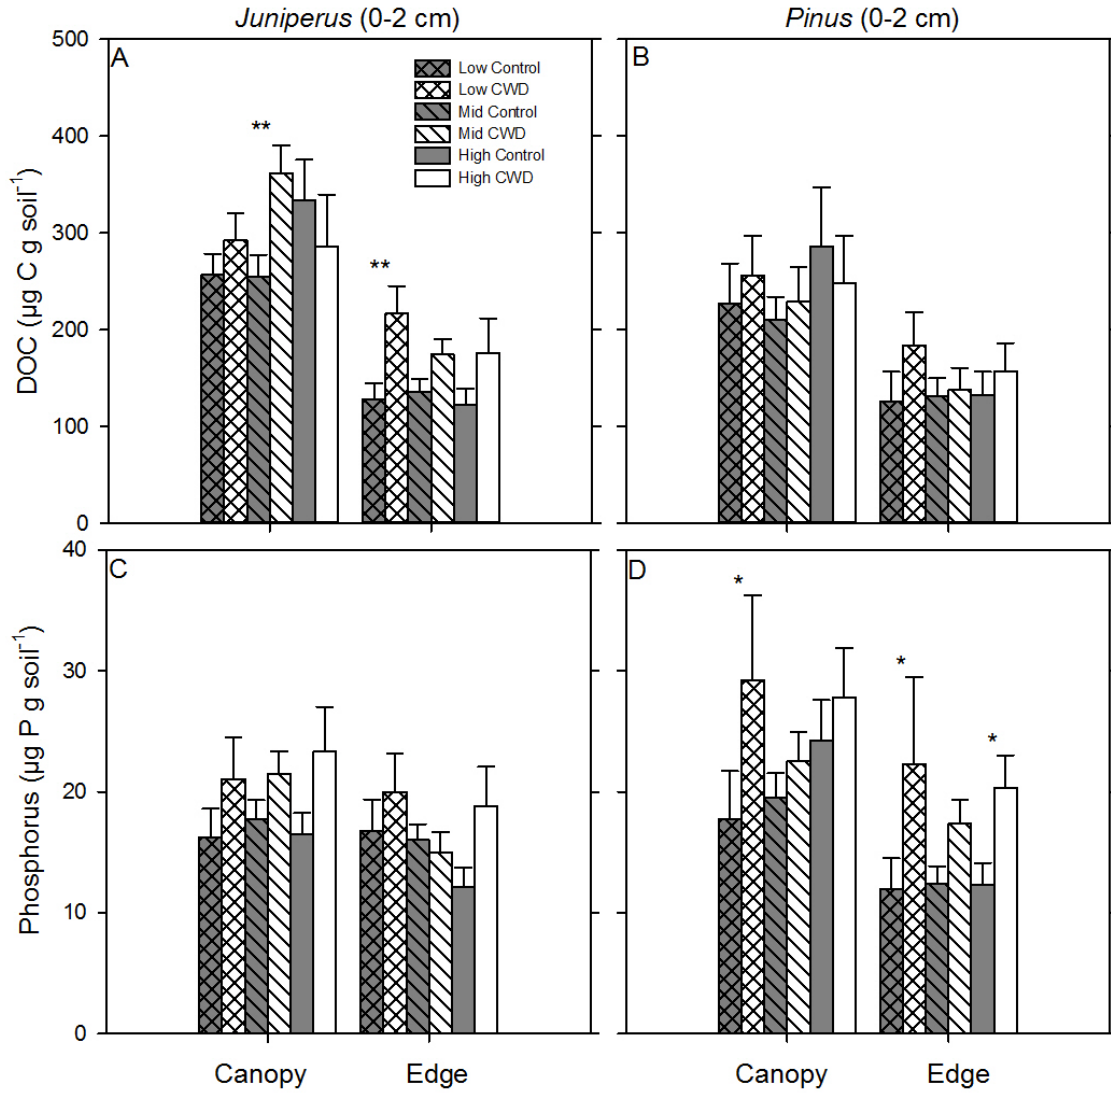 Juniperus (0-2 cm)
Pinus (0-2 cm)
DOC (µg C g soil⁻¹)
500
400
300
200
100
0
A
**
**
Low Control
Low CWD
Mid Control
Mid CWD
High Control
High CWD
B
Phosphorus (µg P g soil⁻¹)
40
30
20
10
0
C
D
*
*
*
Canopy
Edge
Canopy
Edge